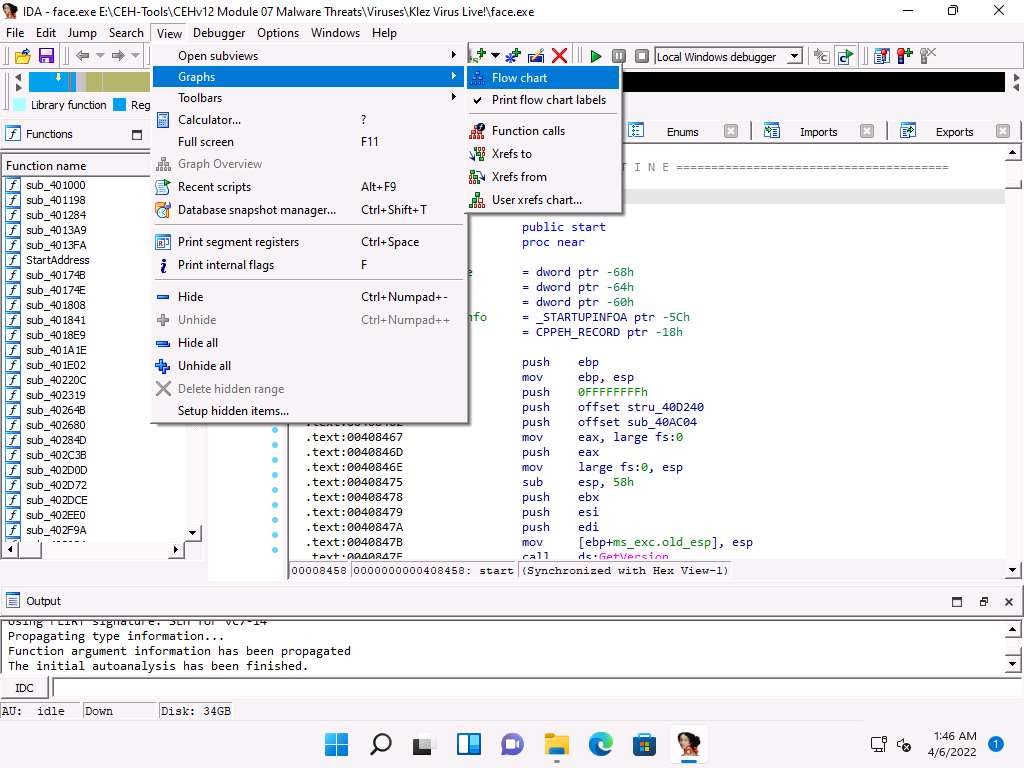 IDA - face.exe E:\CEH-Tools\CEHv12 Module 07 Malware Threats\Viruses\Klez Virus Live!\face.exe
File Edit Jump Search View Debugger Options Windows Help
Local Windows debugger
Library function Reg
Functions
Enums Imports Exports
Function name
sub_401000
sub_401198
sub_401284
sub_4013A9
sub_4013FA
StartAddress
sub_40174B
sub_40174E
sub_401808
sub_401841
sub_4018E9
sub_401A1E
sub_401E02
sub_40220C
sub_402319
sub_40264B
sub_402680
sub_40284D
sub_402C3B
sub_402D0D
sub_402D72
sub_402DCE
sub_402EE0
sub_402F9A
Open subviews
Graphs
Toolbars
Calculator... ?
Full screen F11
Graph Overview
Recent scripts Alt+F9
Database snapshot manager... Ctrl+Shift+T
Print segment registers Ctrl+Space
Print internal flags F
Hide Ctrl+Numpad+-
Unhide Ctrl+Numpad++
Hide all
Unhide all
Delete hidden range
Setup hidden items...
Flow chart
Print flow chart labels
Function calls
Xrefs to
Xrefs from
User xrefs chart...
T I N E =======================================
public start
proc near
= dword ptr -68h
= dword ptr -64h
= dword ptr -60h
nfo = _STARTUPINFOA ptr -5Ch
= CPPEH_RECORD ptr -18h
push ebp
mov ebp, esp
push 0FFFFFFFFh
push offset stru_40D240
push offset sub_40AC04
.text:00408467 mov eax, large fs:0
.text:0040846D push eax
.text:0040846E mov large fs:0, esp
.text:00408475 sub esp, 58h
.text:00408478 push ebx
.text:00408479 push esi
.text:0040847A push edi
.text:0040847B mov [ebp+ms_exc.old_esp], esp
.text:0040847E call ds:GetVersion
00008458 0000000000408458: start (Synchronized with Hex View-1)
Output
Using FLIRT signature: SEH for vc7-14
Propagating type information...
Function argument information has been propagated
The initial autoanalysis has been finished.
IDC
AU: idle Down Disk: 34GB
1:46 AM
4/6/2022
1